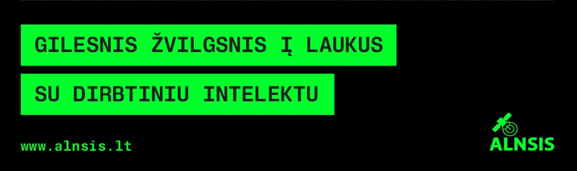 GILESNIS ŽVILGSNIS Į LAUKUS
SU DIRBTINIU INTELEKTU
www.alnsis.lt
ALNSIS